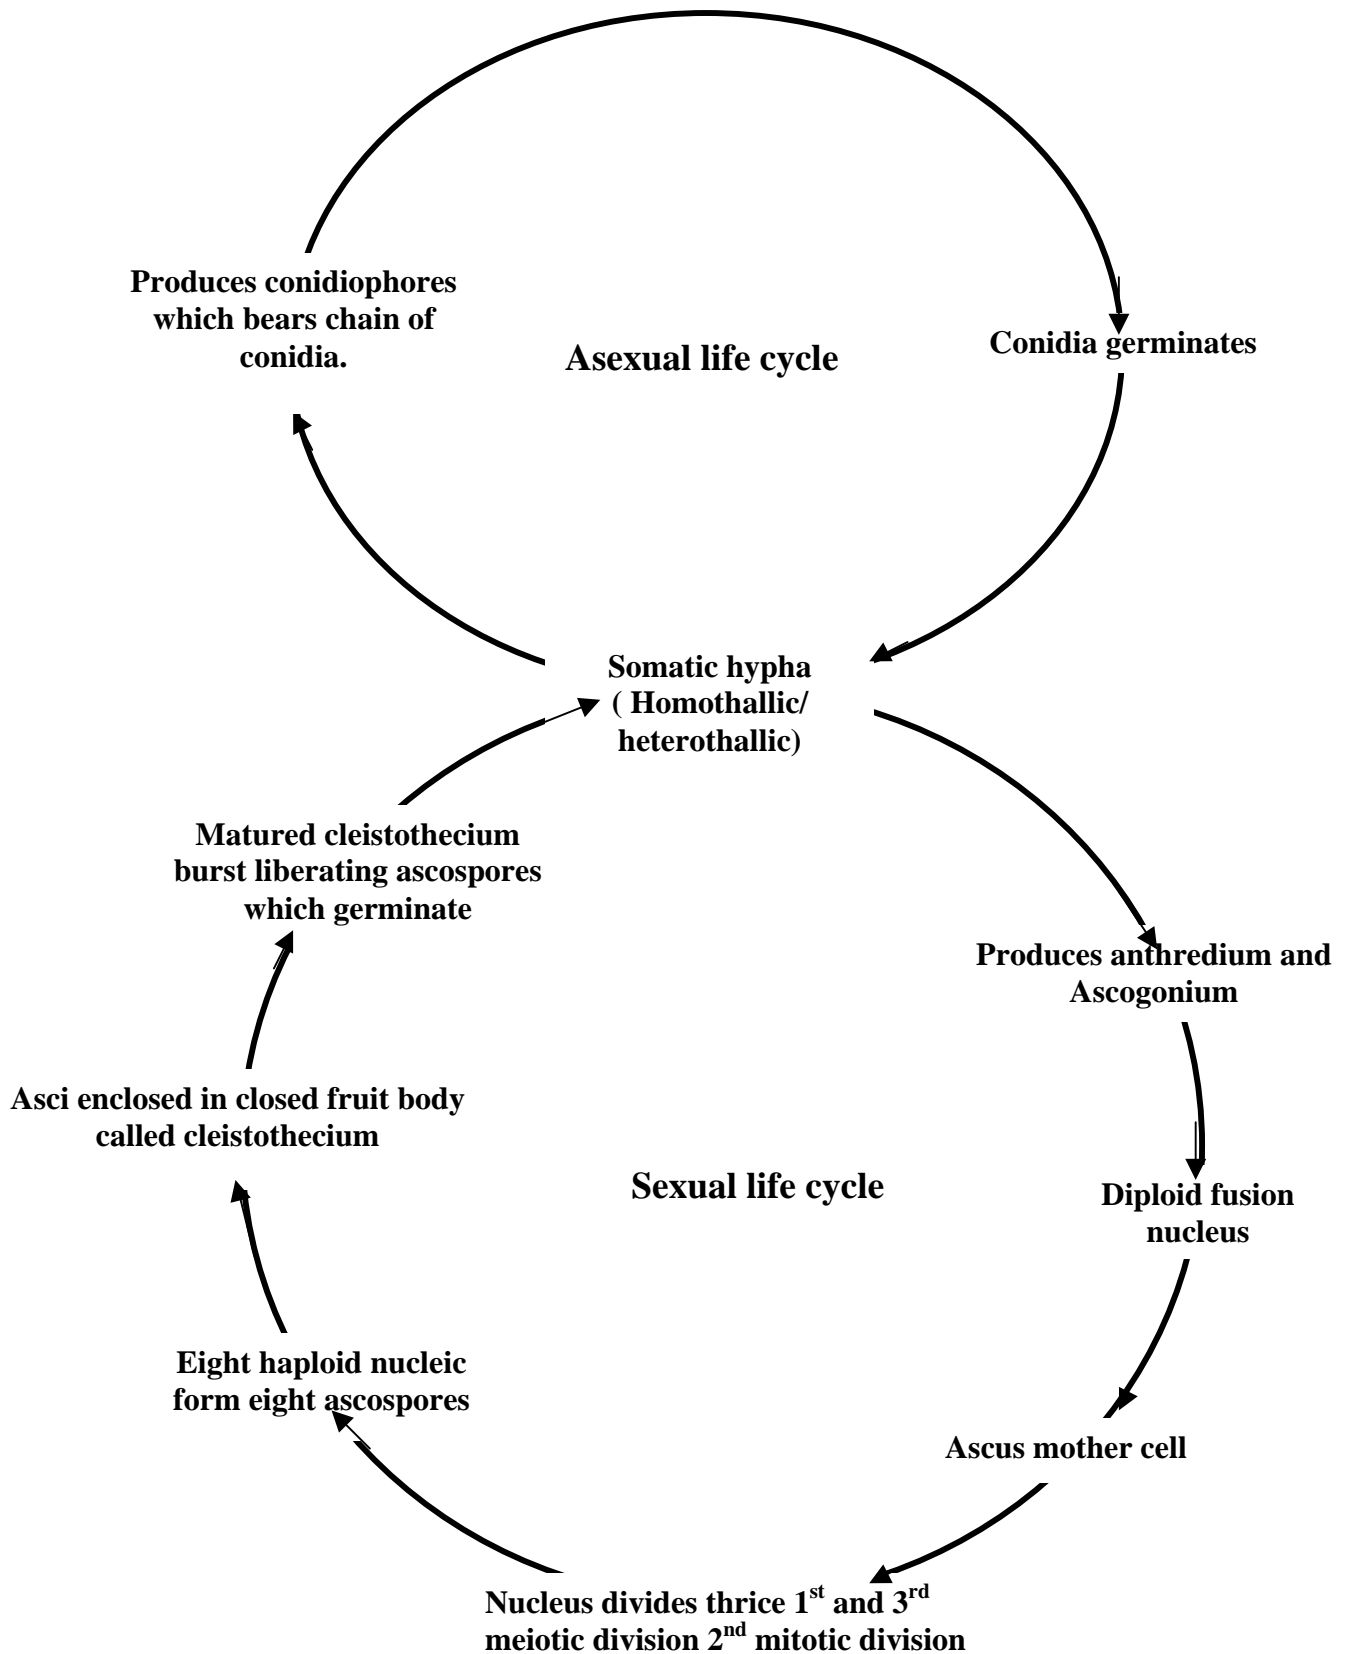 Produces conidiophores
which bears chain of
conidia.
Asexual life cycle
Conidia germinates
Somatic hypha
( Homothallic/
heterothallic)
Matured cleistothecium
burst liberating ascospores
which germinate
Produces anthredium and
Ascogonium
Asci enclosed in closed fruit body
called cleistothecium
Sexual life cycle
Diploid fusion
nucleus
Eight haploid nucleic
form eight ascospores
Ascus mother cell
Nucleus divides thrice 1st and 3rd
meiotic division 2nd mitotic division